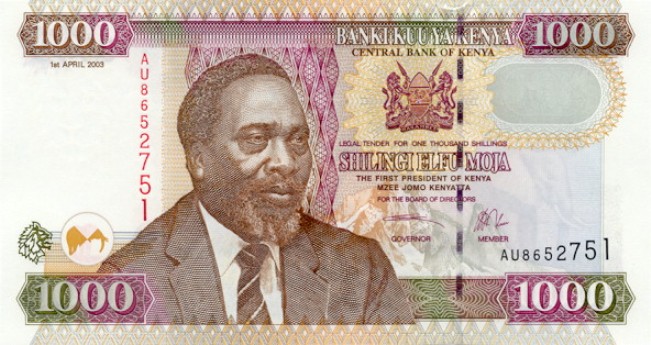 1000
BANKI KUU YA KENYA
1000
CENTRAL BANK OF KENYA
1st APRIL 2003
AU8652751
LEGAL TENDER FOR ONE THOUSAND SHILLINGS
SHILINGI ELFU MOJA
THE FIRST PRESIDENT OF KENYA
MZEE JOMO KENYATTA
FOR THE BOARD OF DIRECTORS
GOVERNOR
MEMBER
AU8652751
1000
1000